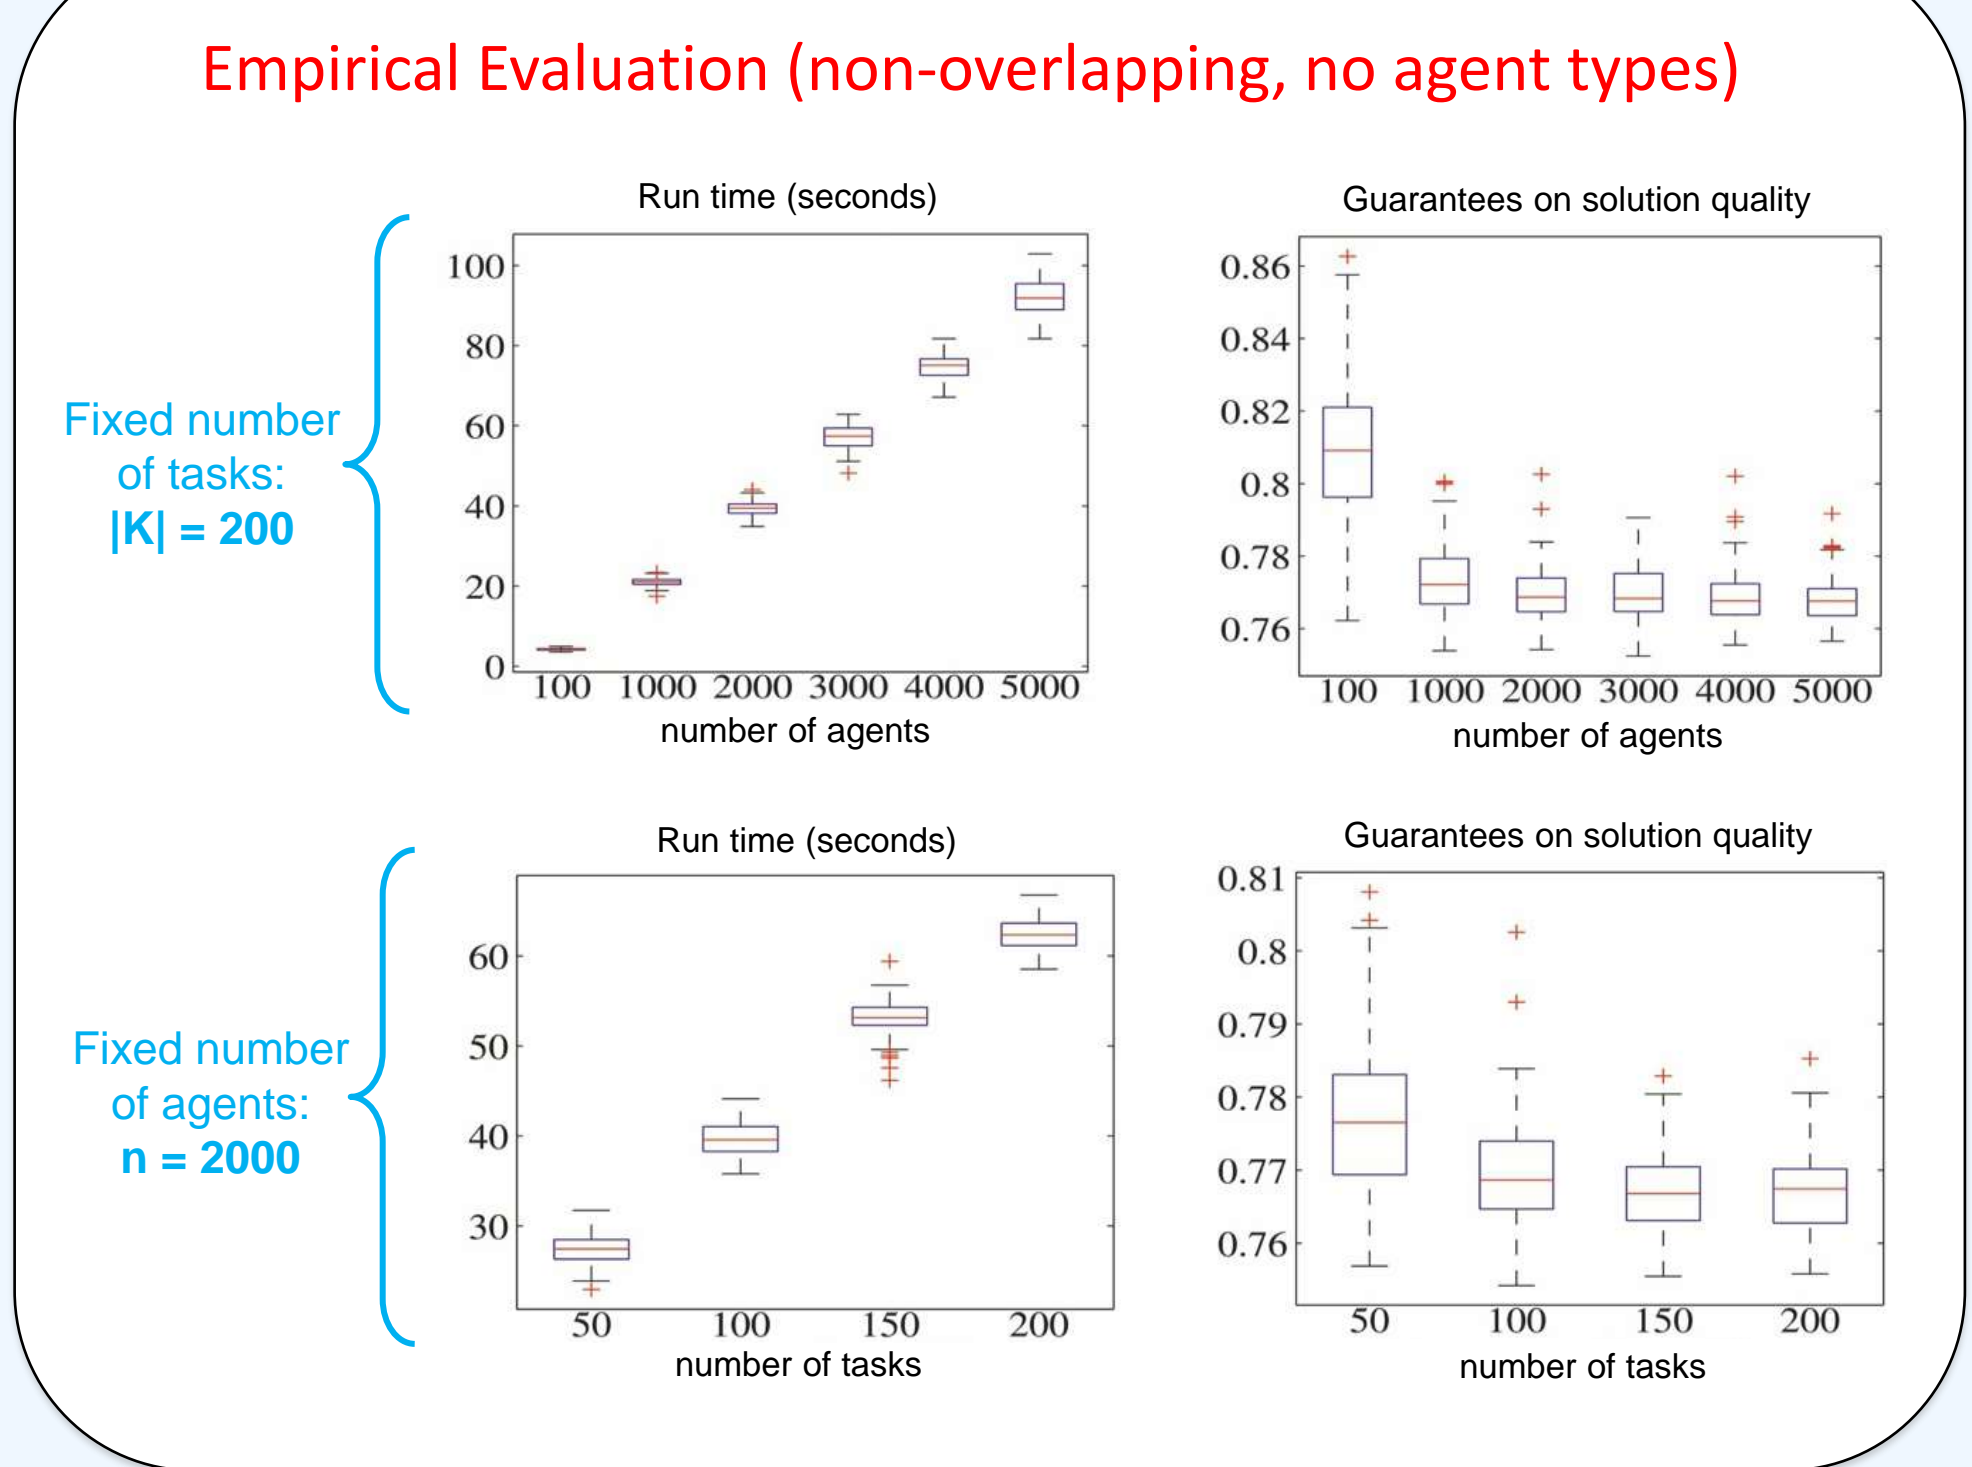 Empirical Evaluation (non-overlapping, no agent types)
Fixed number
of tasks:
|K| = 200
Run time (seconds)
100
80
60
40
20
0
100 1000 2000 3000 4000 5000
number of agents
Guarantees on solution quality
0.86
0.84
0.82
0.8
0.78
0.76
100 1000 2000 3000 4000 5000
number of agents
Fixed number
of agents:
n = 2000
Run time (seconds)
60
50
40
30
50 100 150 200
number of tasks
Guarantees on solution quality
0.81
0.8
0.79
0.78
0.77
0.76
50 100 150 200
number of tasks